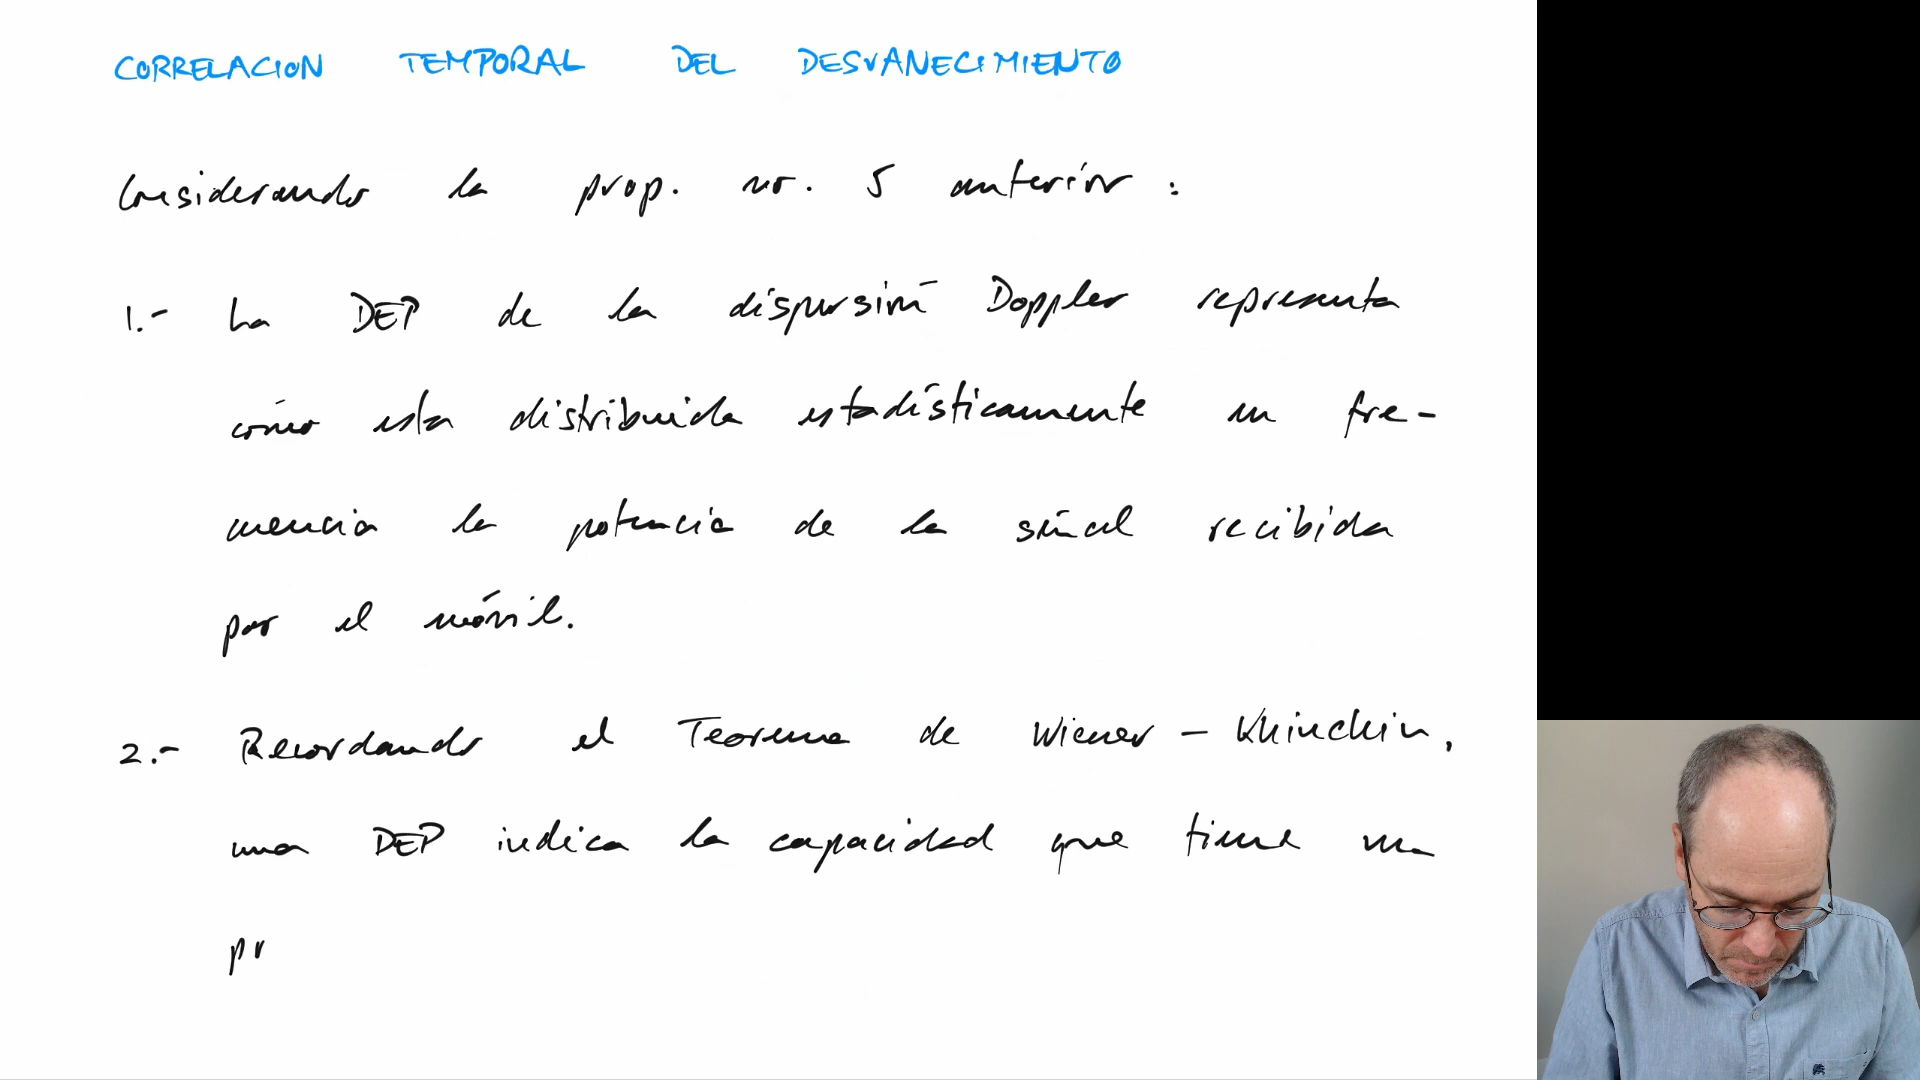 CORRELACION TEMPORAL DEL DESVANECIMIENTO
Considerando la prop. no. 5 anterior:
1.- La DEP de la dispersión Doppler representa
cómo esta distribuida estadísticamente en fre-
cuencia la potencia de la señal recibida
por el móvil.
2.- Recordando el Teorema de Wiener - Khinchin,
una DEP indica la capacidad que tiene un
pr